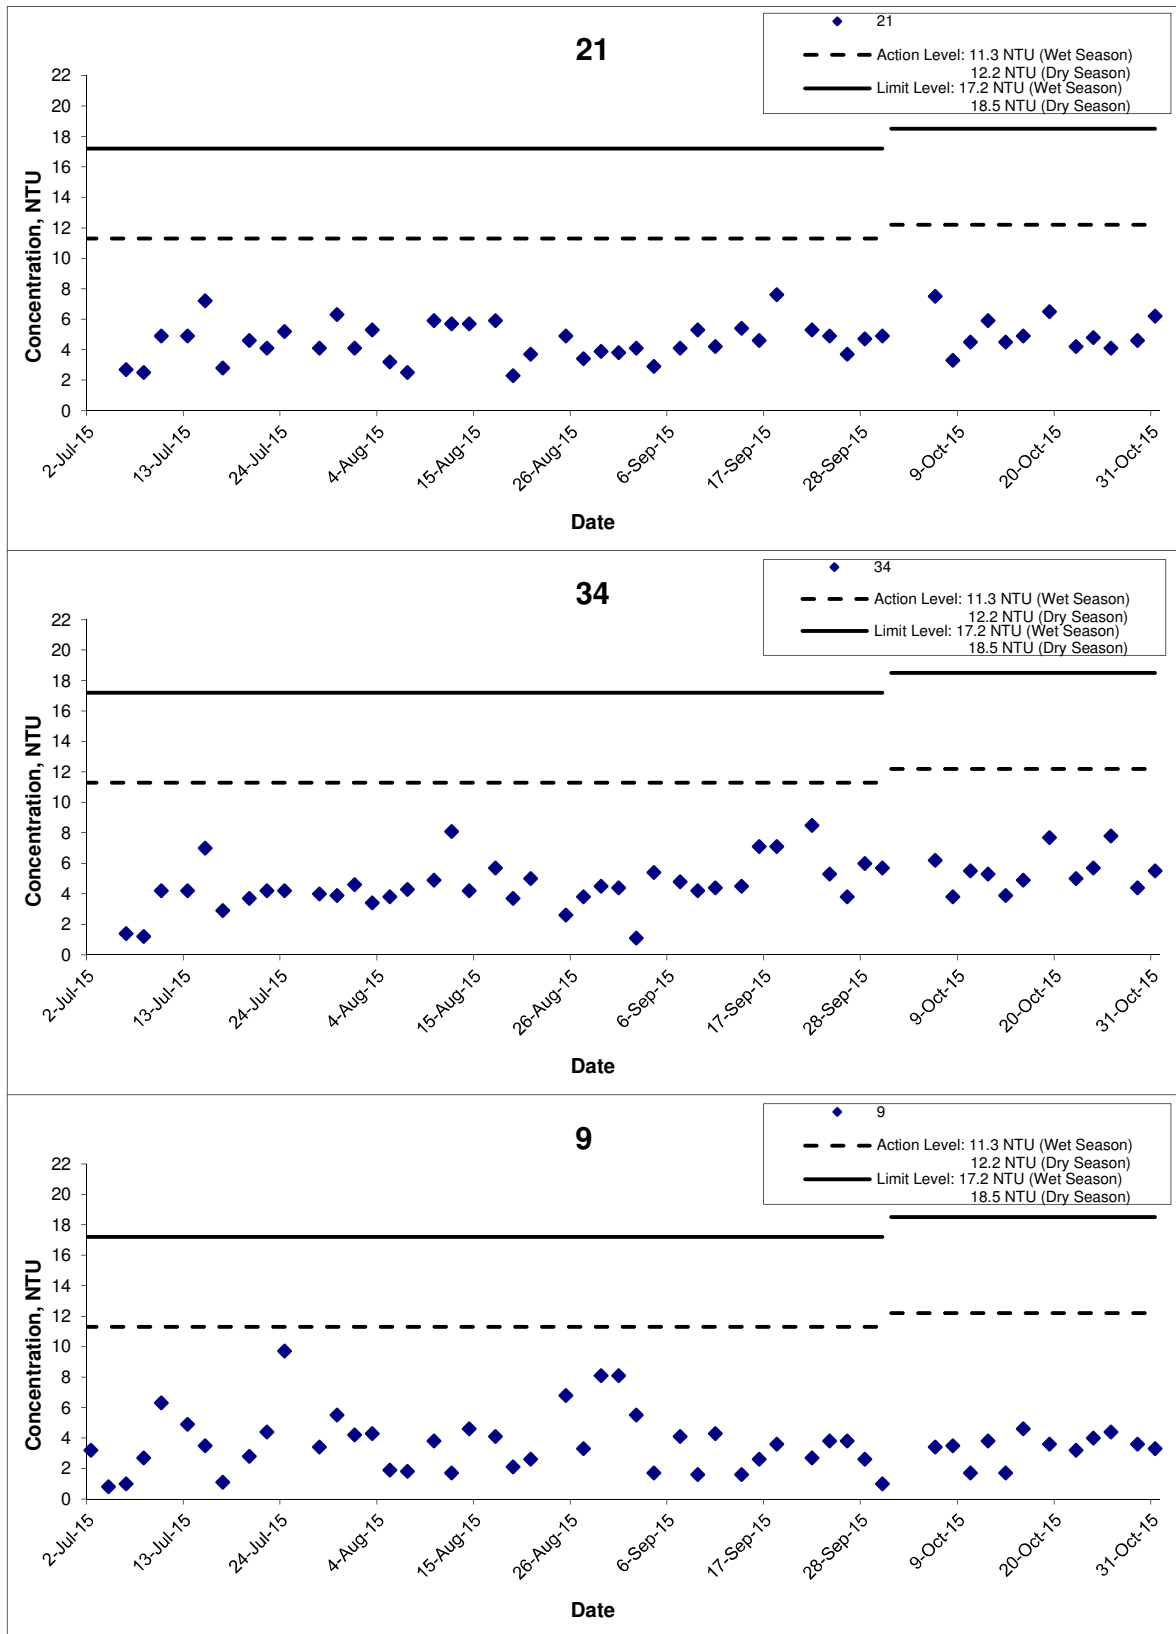 21
21
Action Level: 11.3 NTU (Wet Season)
12.2 NTU (Dry Season)
Limit Level: 17.2 NTU (Wet Season)
18.5 NTU (Dry Season)
Concentration, NTU
22
20
18
16
14
12
10
8
6
4
2
0
2-Jul-15
13-Jul-15
24-Jul-15
4-Aug-15
15-Aug-15
26-Aug-15
6-Sep-15
17-Sep-15
28-Sep-15
9-Oct-15
20-Oct-15
31-Oct-15
Date
34
34
Action Level: 11.3 NTU (Wet Season)
12.2 NTU (Dry Season)
Limit Level: 17.2 NTU (Wet Season)
18.5 NTU (Dry Season)
Concentration, NTU
22
20
18
16
14
12
10
8
6
4
2
0
2-Jul-15
13-Jul-15
24-Jul-15
4-Aug-15
15-Aug-15
26-Aug-15
6-Sep-15
17-Sep-15
28-Sep-15
9-Oct-15
20-Oct-15
31-Oct-15
Date
9
9
Action Level: 11.3 NTU (Wet Season)
12.2 NTU (Dry Season)
Limit Level: 17.2 NTU (Wet Season)
18.5 NTU (Dry Season)
Concentration, NTU
22
20
18
16
14
12
10
8
6
4
2
0
2-Jul-15
13-Jul-15
24-Jul-15
4-Aug-15
15-Aug-15
26-Aug-15
6-Sep-15
17-Sep-15
28-Sep-15
9-Oct-15
20-Oct-15
31-Oct-15
Date